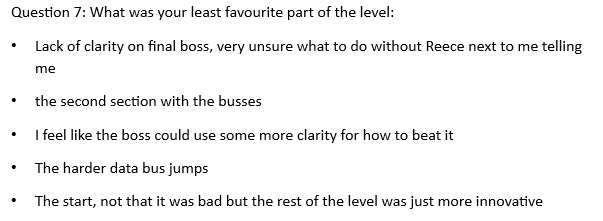 Question 7: What was your least favourite part of the level:
• Lack of clarity on final boss, very unsure what to do without Reece next to me telling
me
• the second section with the busses
• I feel like the boss could use some more clarity for how to beat it
• The harder data bus jumps
• The start, not that it was bad but the rest of the level was just more innovative